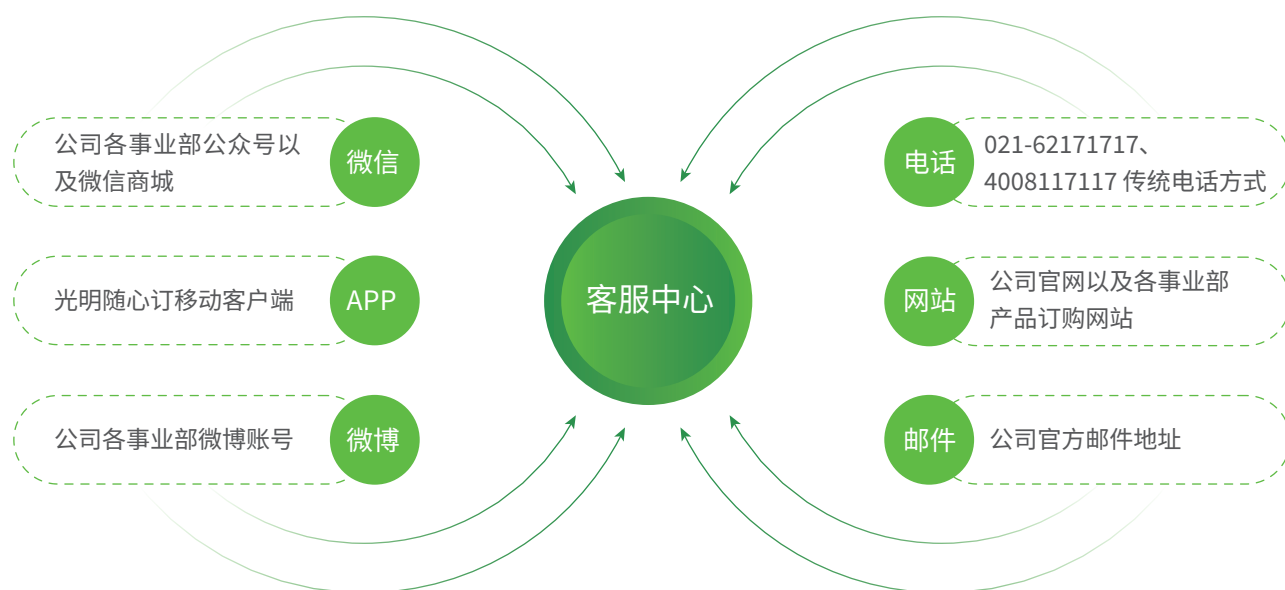 公司各事业部公众号以
及微信商城
微信
光明随心订移动客户端
APP
公司各事业部微博账号
微博
客服中心
电话
021-62171717、
4008117117 传统电话方式
网站
公司官网以及各事业部
产品订购网站
邮件
公司官方邮件地址